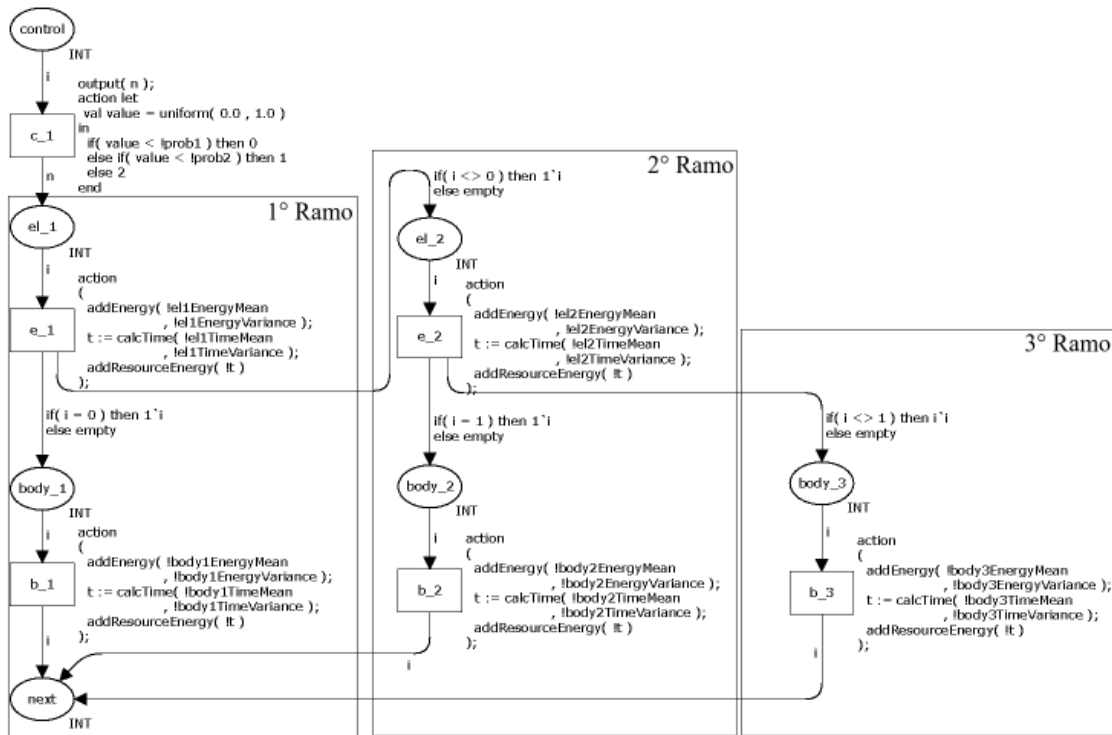 control
INT
i
output( n );
action let
val value = uniform( 0.0 , 1.0 )
in
if( value < !prob1 ) then 0
else if( value < !prob2 ) then 1
else 2
end
c_1
n
1° Ramo
el_1
INT
i
action
(
addEnergy( !el1EnergyMean
, !el1EnergyVariance );
t := calcTime( !el1TimeMean
, !el1TimeVariance );
addResourceEnergy( !t )
);
e_1
if( i = 0 ) then 1`i
else empty
body_1
INT
i
action
(
addEnergy( !body1EnergyMean
, !body1EnergyVariance );
t := calcTime( !body1TimeMean
, !body1TimeVariance );
addResourceEnergy( !t )
);
b_1
i
next
INT
2° Ramo
if( i <> 0 ) then 1`i
else empty
el_2
INT
i
action
(
addEnergy( !el2EnergyMean
, !el2EnergyVariance );
t := calcTime( !el2TimeMean
, !el2TimeVariance );
addResourceEnergy( !t )
);
e_2
if( i = 1 ) then 1`i
else empty
body_2
INT
i
action
(
addEnergy( !body2EnergyMean
, !body2EnergyVariance );
t := calcTime( !body2TimeMean
, !body2TimeVariance );
addResourceEnergy( !t )
);
b_2
i
3° Ramo
if( i <> 1 ) then i`i
else empty
body_3
INT
i
action
(
addEnergy( !body3EnergyMean
, !body3EnergyVariance );
t := calcTime( !body3TimeMean
, !body3TimeVariance );
addResourceEnergy( !t )
);
b_3
i